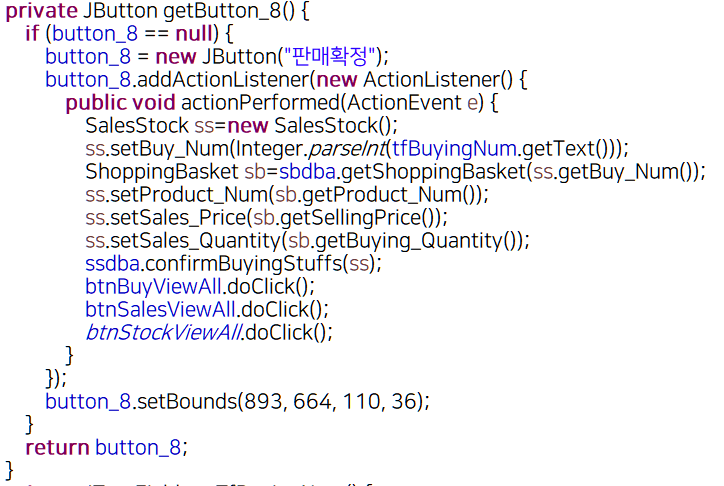 private JButton getButton_8() {
if (button_8 == null) {
button_8 = new JButton("판매확정");
button_8.addActionListener(new ActionListener() {
public void actionPerformed(ActionEvent e) {
SalesStock ss=new SalesStock();
ss.setBuy_Num(Integer.parseInt(tfBuyingNum.getText()));
ShoppingBasket sb=sbdba.getShoppingBasket(ss.getBuy_Num());
ss.setProduct_Num(sb.getProduct_Num());
ss.setSales_Price(sb.getSellingPrice());
ss.setSales_Quantity(sb.getBuying_Quantity());
ssdba.confirmBuyingStuffs(ss);
btnBuyViewAll.doClick();
btnSalesViewAll.doClick();
btnStockViewAll.doClick();
}
});
button_8.setBounds(893, 664, 110, 36);
}
return button_8;
}